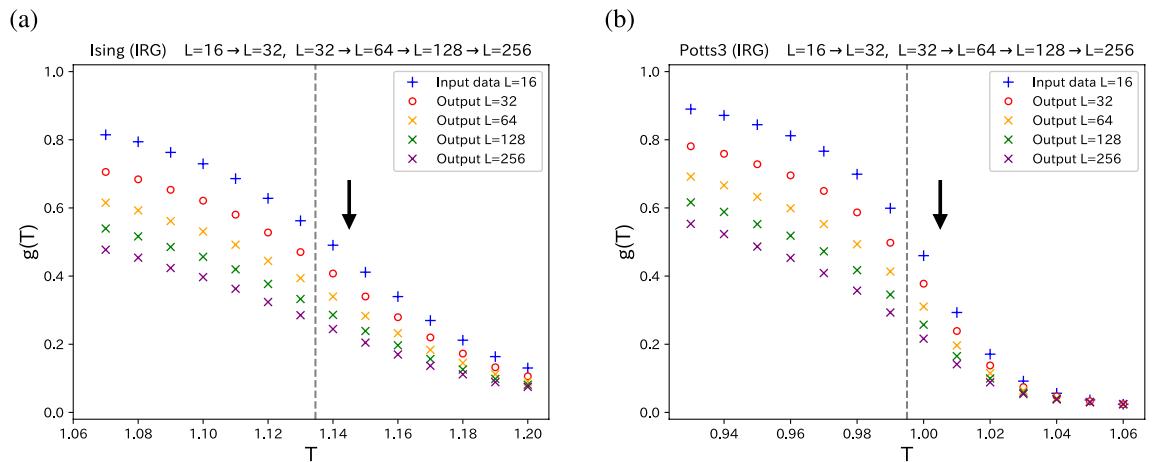 (a)
Ising (IRG) L=16→L=32, L=32→L=64→L=128→L=256
g(T)
1.0
0.8
0.6
0.4
0.2
0.0
Input data L=16
Output L=32
Output L=64
Output L=128
Output L=256
1.06 1.08 1.10 1.12 1.14 1.16 1.18 1.20
T
(b)
Potts3 (IRG) L=16→L=32, L=32→L=64→L=128→L=256
g(T)
1.0
0.8
0.6
0.4
0.2
0.0
Input data L=16
Output L=32
Output L=64
Output L=128
Output L=256
0.94 0.96 0.98 1.00 1.02 1.04 1.06
T